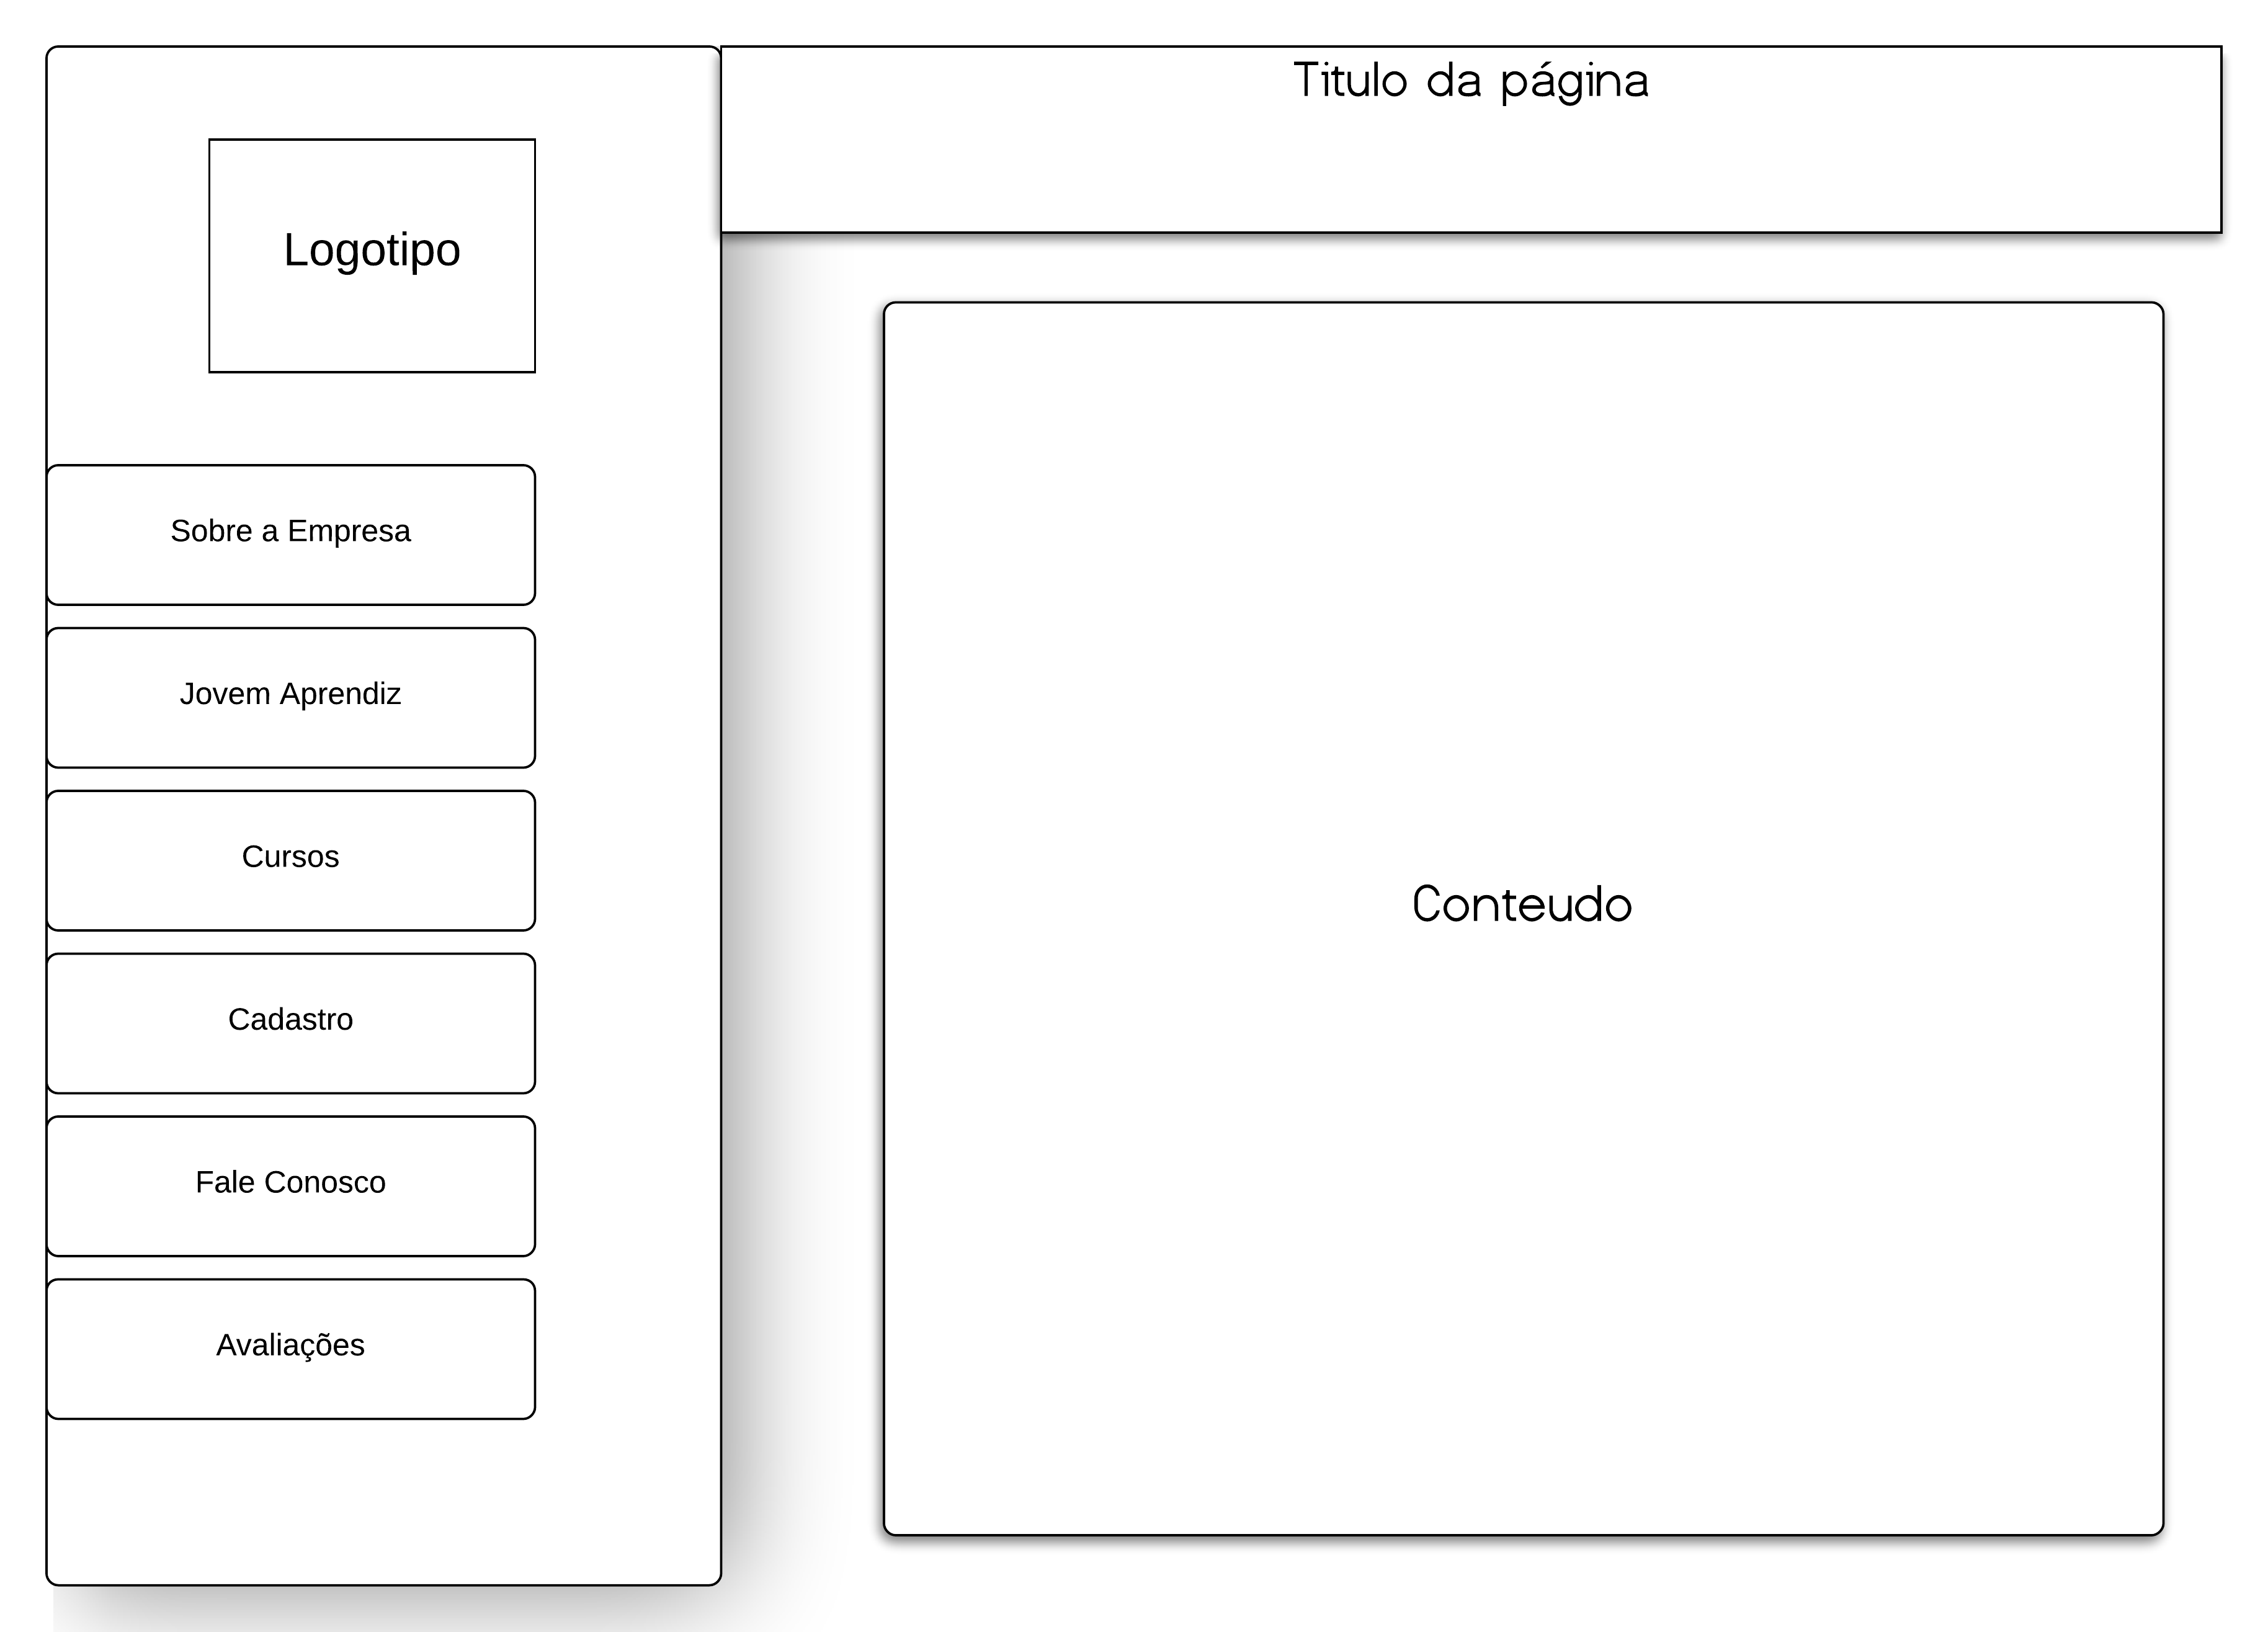 Titulo da página
Logotipo
Sobre a Empresa
Jovem Aprendiz
Cursos
Cadastro
Fale Conosco
Avaliações
Conteudo